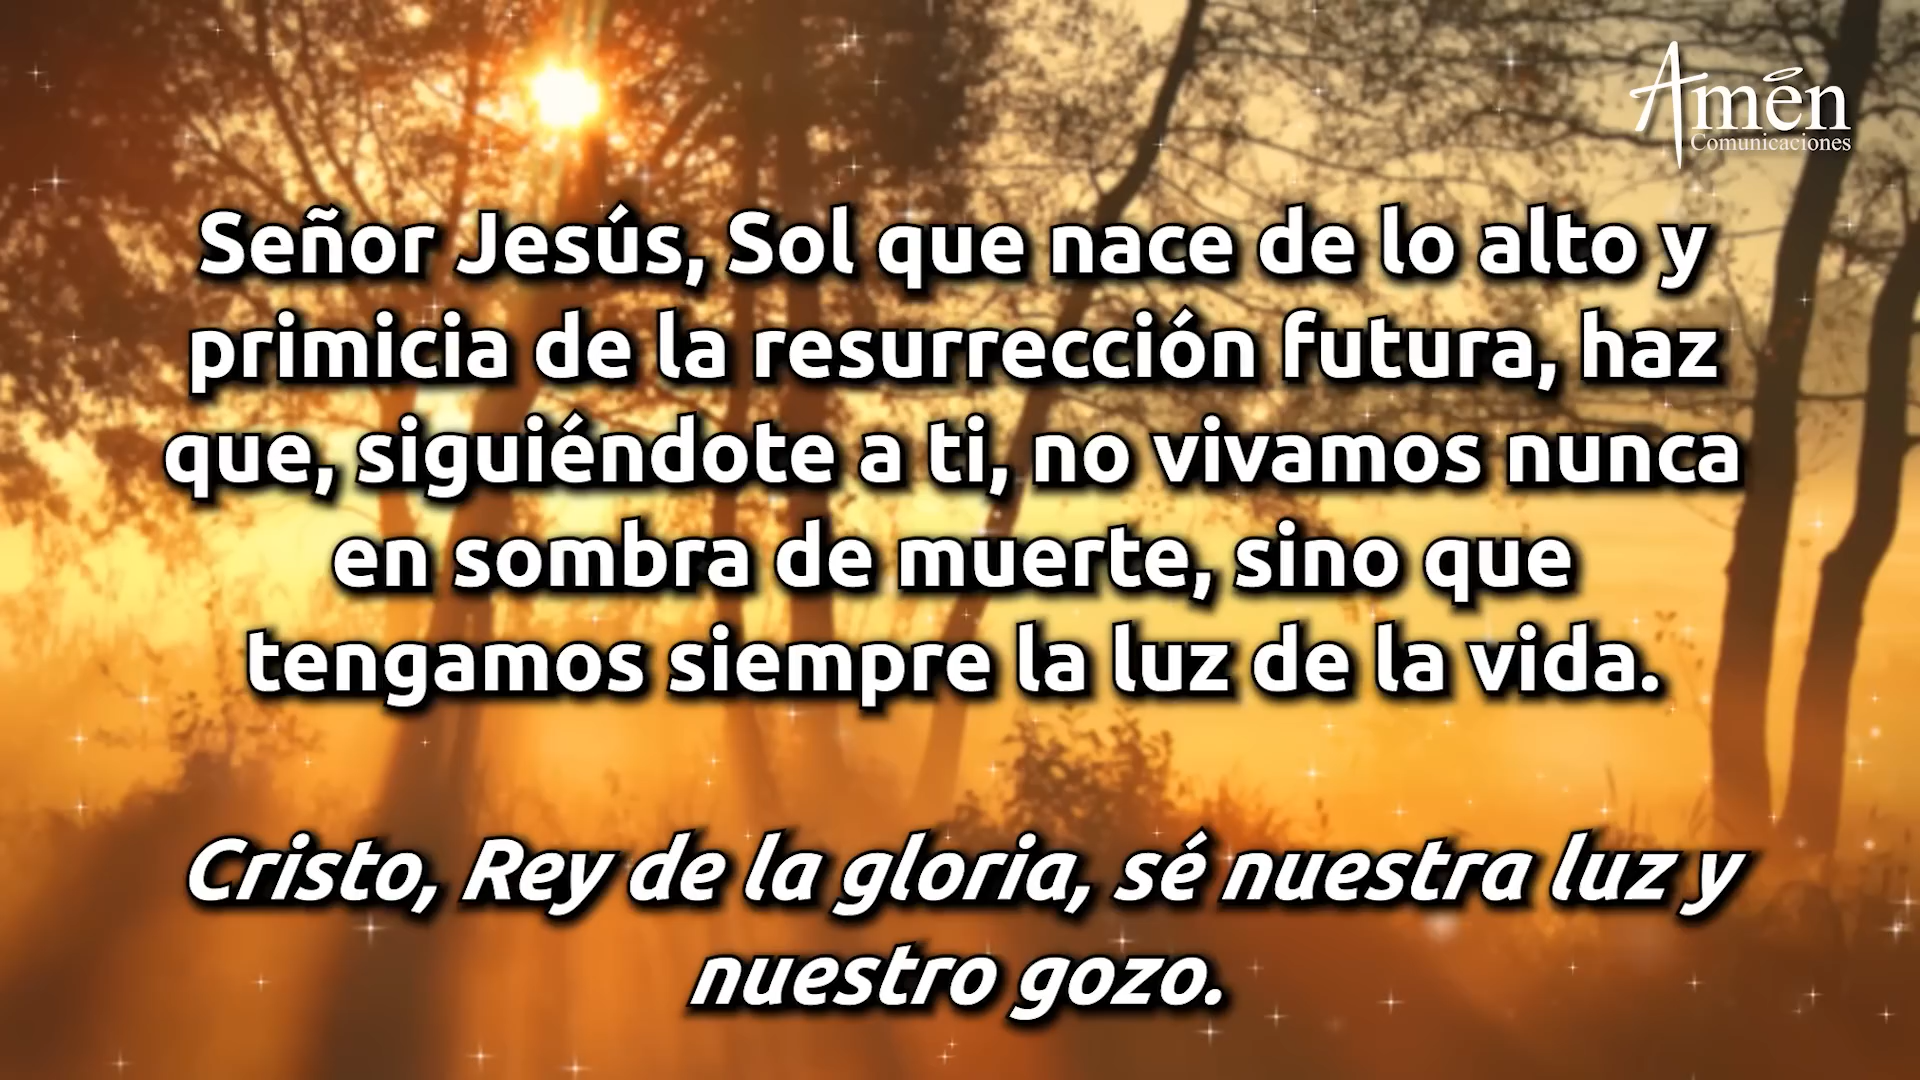 Amén
Comunicaciones
Señor Jesús, Sol que nace de lo alto y
primicia de la resurrección futura, haz
que, siguiéndote a ti, no vivamos nunca
en sombra de muerte, sino que
tengamos siempre la luz de la vida.
Cristo, Rey de la gloria, sé nuestra luz y
nuestro gozo.